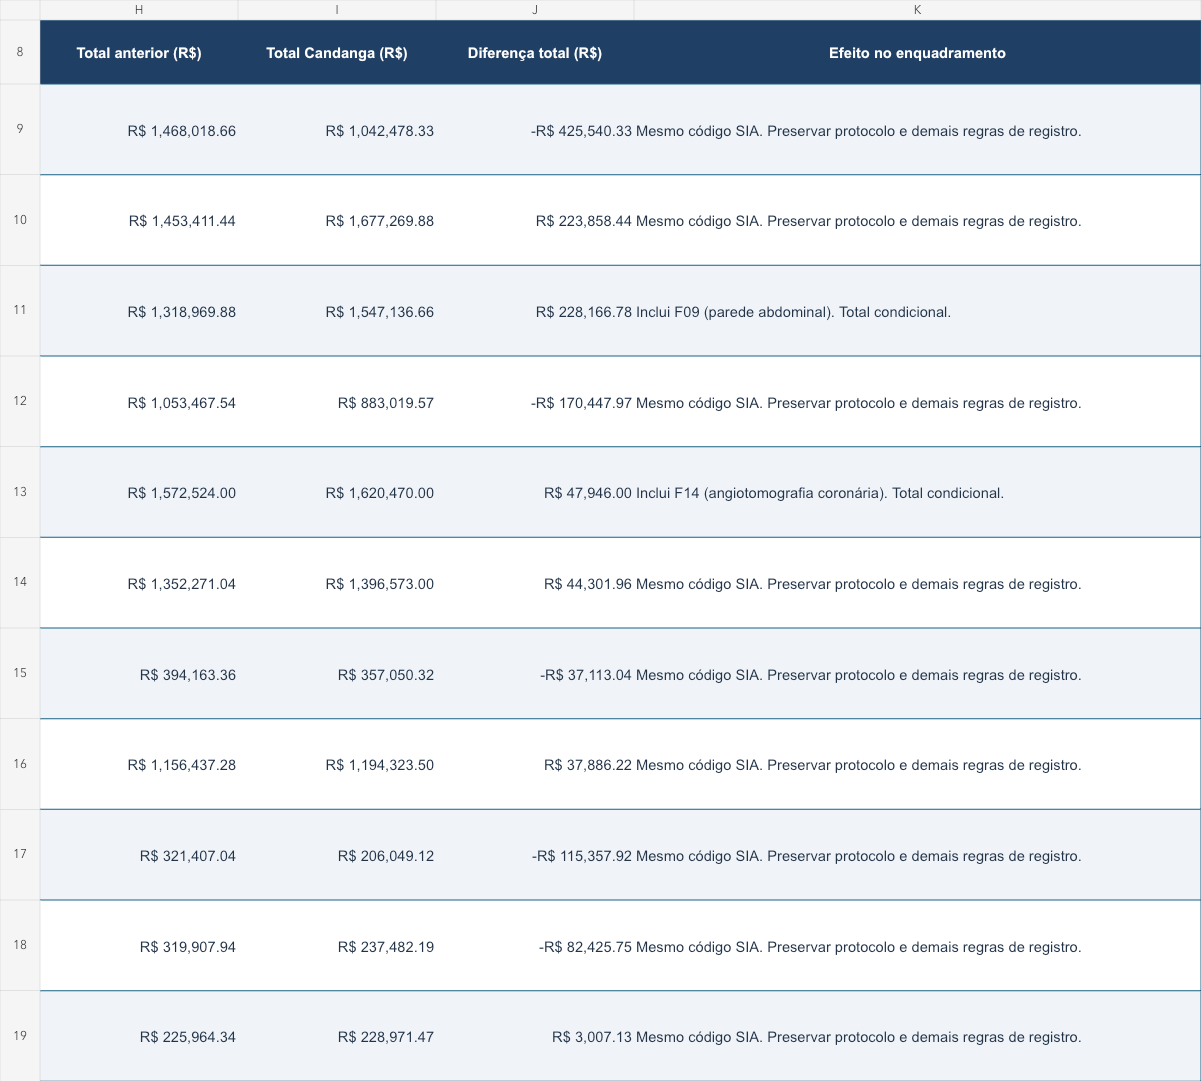 H I J K
8 Total anterior (R$) Total Candanga (R$) Diferença total (R$) Efeito no enquadramento
9 R$ 1,468,018.66 R$ 1,042,478.33 -R$ 425,540.33 Mesmo código SIA. Preservar protocolo e demais regras de registro.
10 R$ 1,453,411.44 R$ 1,677,269.88 R$ 223,858.44 Mesmo código SIA. Preservar protocolo e demais regras de registro.
11 R$ 1,318,969.88 R$ 1,547,136.66 R$ 228,166.78 Inclui F09 (parede abdominal). Total condicional.
12 R$ 1,053,467.54 R$ 883,019.57 -R$ 170,447.97 Mesmo código SIA. Preservar protocolo e demais regras de registro.
13 R$ 1,572,524.00 R$ 1,620,470.00 R$ 47,946.00 Inclui F14 (angiotomografia coronária). Total condicional.
14 R$ 1,352,271.04 R$ 1,396,573.00 R$ 44,301.96 Mesmo código SIA. Preservar protocolo e demais regras de registro.
15 R$ 394,163.36 R$ 357,050.32 -R$ 37,113.04 Mesmo código SIA. Preservar protocolo e demais regras de registro.
16 R$ 1,156,437.28 R$ 1,194,323.50 R$ 37,886.22 Mesmo código SIA. Preservar protocolo e demais regras de registro.
17 R$ 321,407.04 R$ 206,049.12 -R$ 115,357.92 Mesmo código SIA. Preservar protocolo e demais regras de registro.
18 R$ 319,907.94 R$ 237,482.19 -R$ 82,425.75 Mesmo código SIA. Preservar protocolo e demais regras de registro.
19 R$ 225,964.34 R$ 228,971.47 R$ 3,007.13 Mesmo código SIA. Preservar protocolo e demais regras de registro.